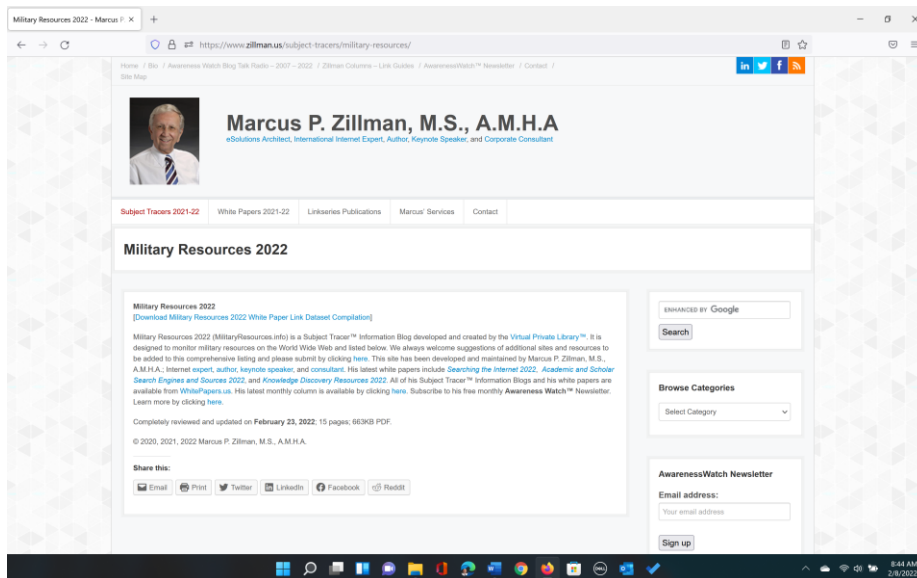 Military Resources 2022 - Marcus P
https://www.zillman.us/subject-tracers/military-resources/
Home / Bio / Awareness Watch Blog Talk Radio – 2007 – 2022 / Zillman Columns – Link Guides / AwarenessWatch™ Newsletter / Contact /
Site Map
Marcus P. Zillman, M.S., A.M.H.A
eSolutions Architect, International Internet Expert, Author, Keynote Speaker, and Corporate Consultant
Subject Tracers 2021-22 White Papers 2021-22 Linkseries Publications Marcus' Services Contact
Military Resources 2022
Military Resources 2022
[Download Military Resources 2022 White Paper Link Dataset Compilation]
Military Resources 2022 (MilitaryResources.info) is a Subject Tracer™ Information Blog developed and created by the Virtual Private Library™. It is
designed to monitor military resources on the World Wide Web and listed below. We always welcome suggestions of additional sites and resources to
be added to this comprehensive listing and please submit by clicking here. This site has been developed and maintained by Marcus P. Zillman, M.S.,
A.M.H.A.; Internet expert, author, keynote speaker, and consultant. His latest white papers include Searching the Internet 2022, Academic and Scholar
Search Engines and Sources 2022, and Knowledge Discovery Resources 2022. All of his Subject Tracer™ Information Blogs and his white papers are
available from WhitePapers.us. His latest monthly column is available by clicking here. Subscribe to his free monthly Awareness Watch™ Newsletter.
Learn more by clicking here.
Completely reviewed and updated on February 23, 2022; 15 pages; 663KB PDF.
© 2020, 2021, 2022 Marcus P. Zillman, M.S., A.M.H.A.
Share this:
Email Print Twitter LinkedIn Facebook Reddit
ENHANCED BY Google
Search
Browse Categories
Select Category
AwarenessWatch Newsletter
Email address:
Your email address
Sign up
8:44 AM
2/8/2022